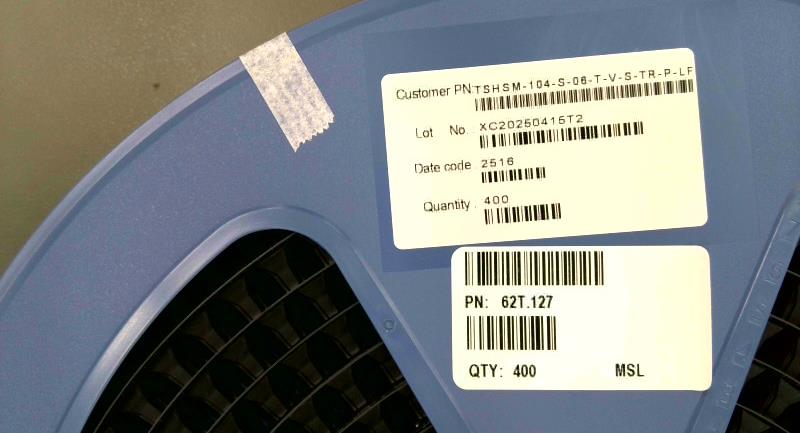 Customer PN TSHSM-104-S-06-T-V-S-TR-P-LF
Lot No. XC20250415T2
Date code 2516
Quantity. 400
PN: 62T.127
QTY: 400 MSL